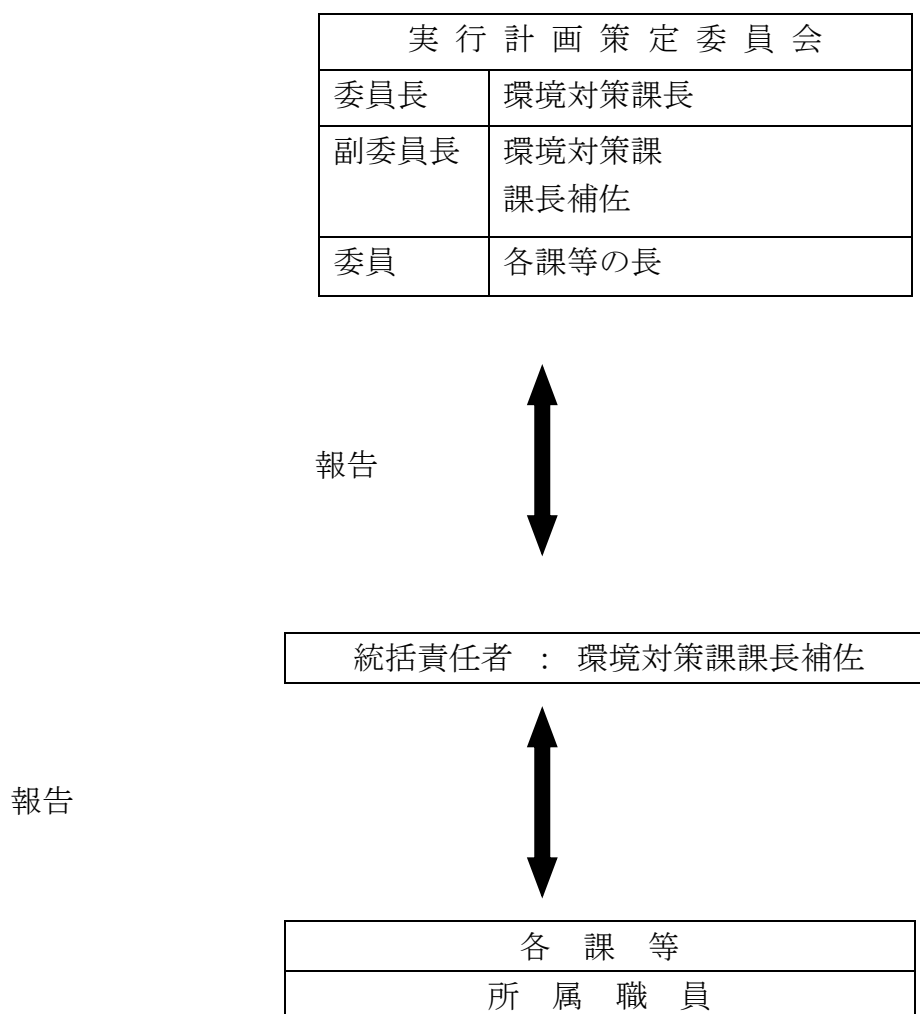 実行計画策定委員会
委員長 環境対策課長
副委員長 環境対策課
課長補佐
委員 各課等の長
報告
統括責任者 : 環境対策課課長補佐
報告
各課等
所属職員